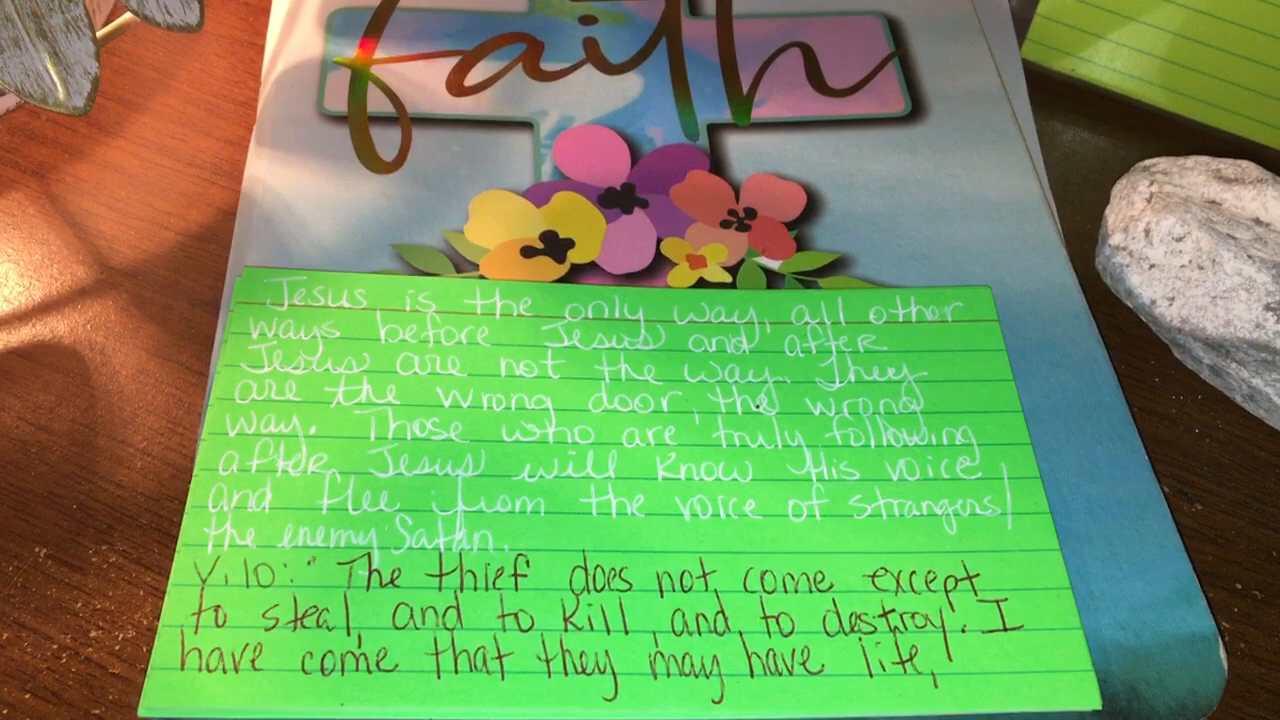 faith
Jesus is the only way, all other
ways before Jesus and after
Jesus are not the way. They
are the wrong door, the wrong
way. Those who are truly following
after Jesus will know His voice
and flee from the voice of strangers/
the enemy Satan.
V. 10: "The thief does not come except
to steal, and to kill, and to destroy. I
have come that they may have life,